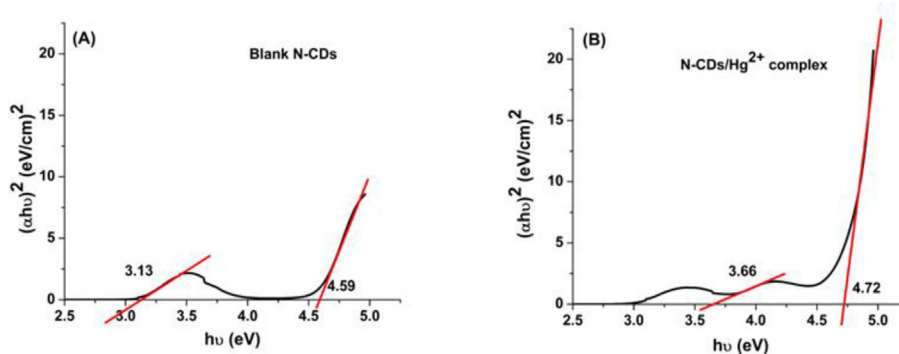 (A)
Blank N-CDs
(αhυ)² (eV/cm)²
20
15
10
5
0
3.13
4.59
2.5 3.0 3.5 4.0 4.5 5.0
hυ (eV)
(B)
N-CDs/Hg²⁺ complex
(αhυ)² (eV/cm)²
20
15
10
5
0
3.66
4.72
2.5 3.0 3.5 4.0 4.5 5.0
hυ (eV)